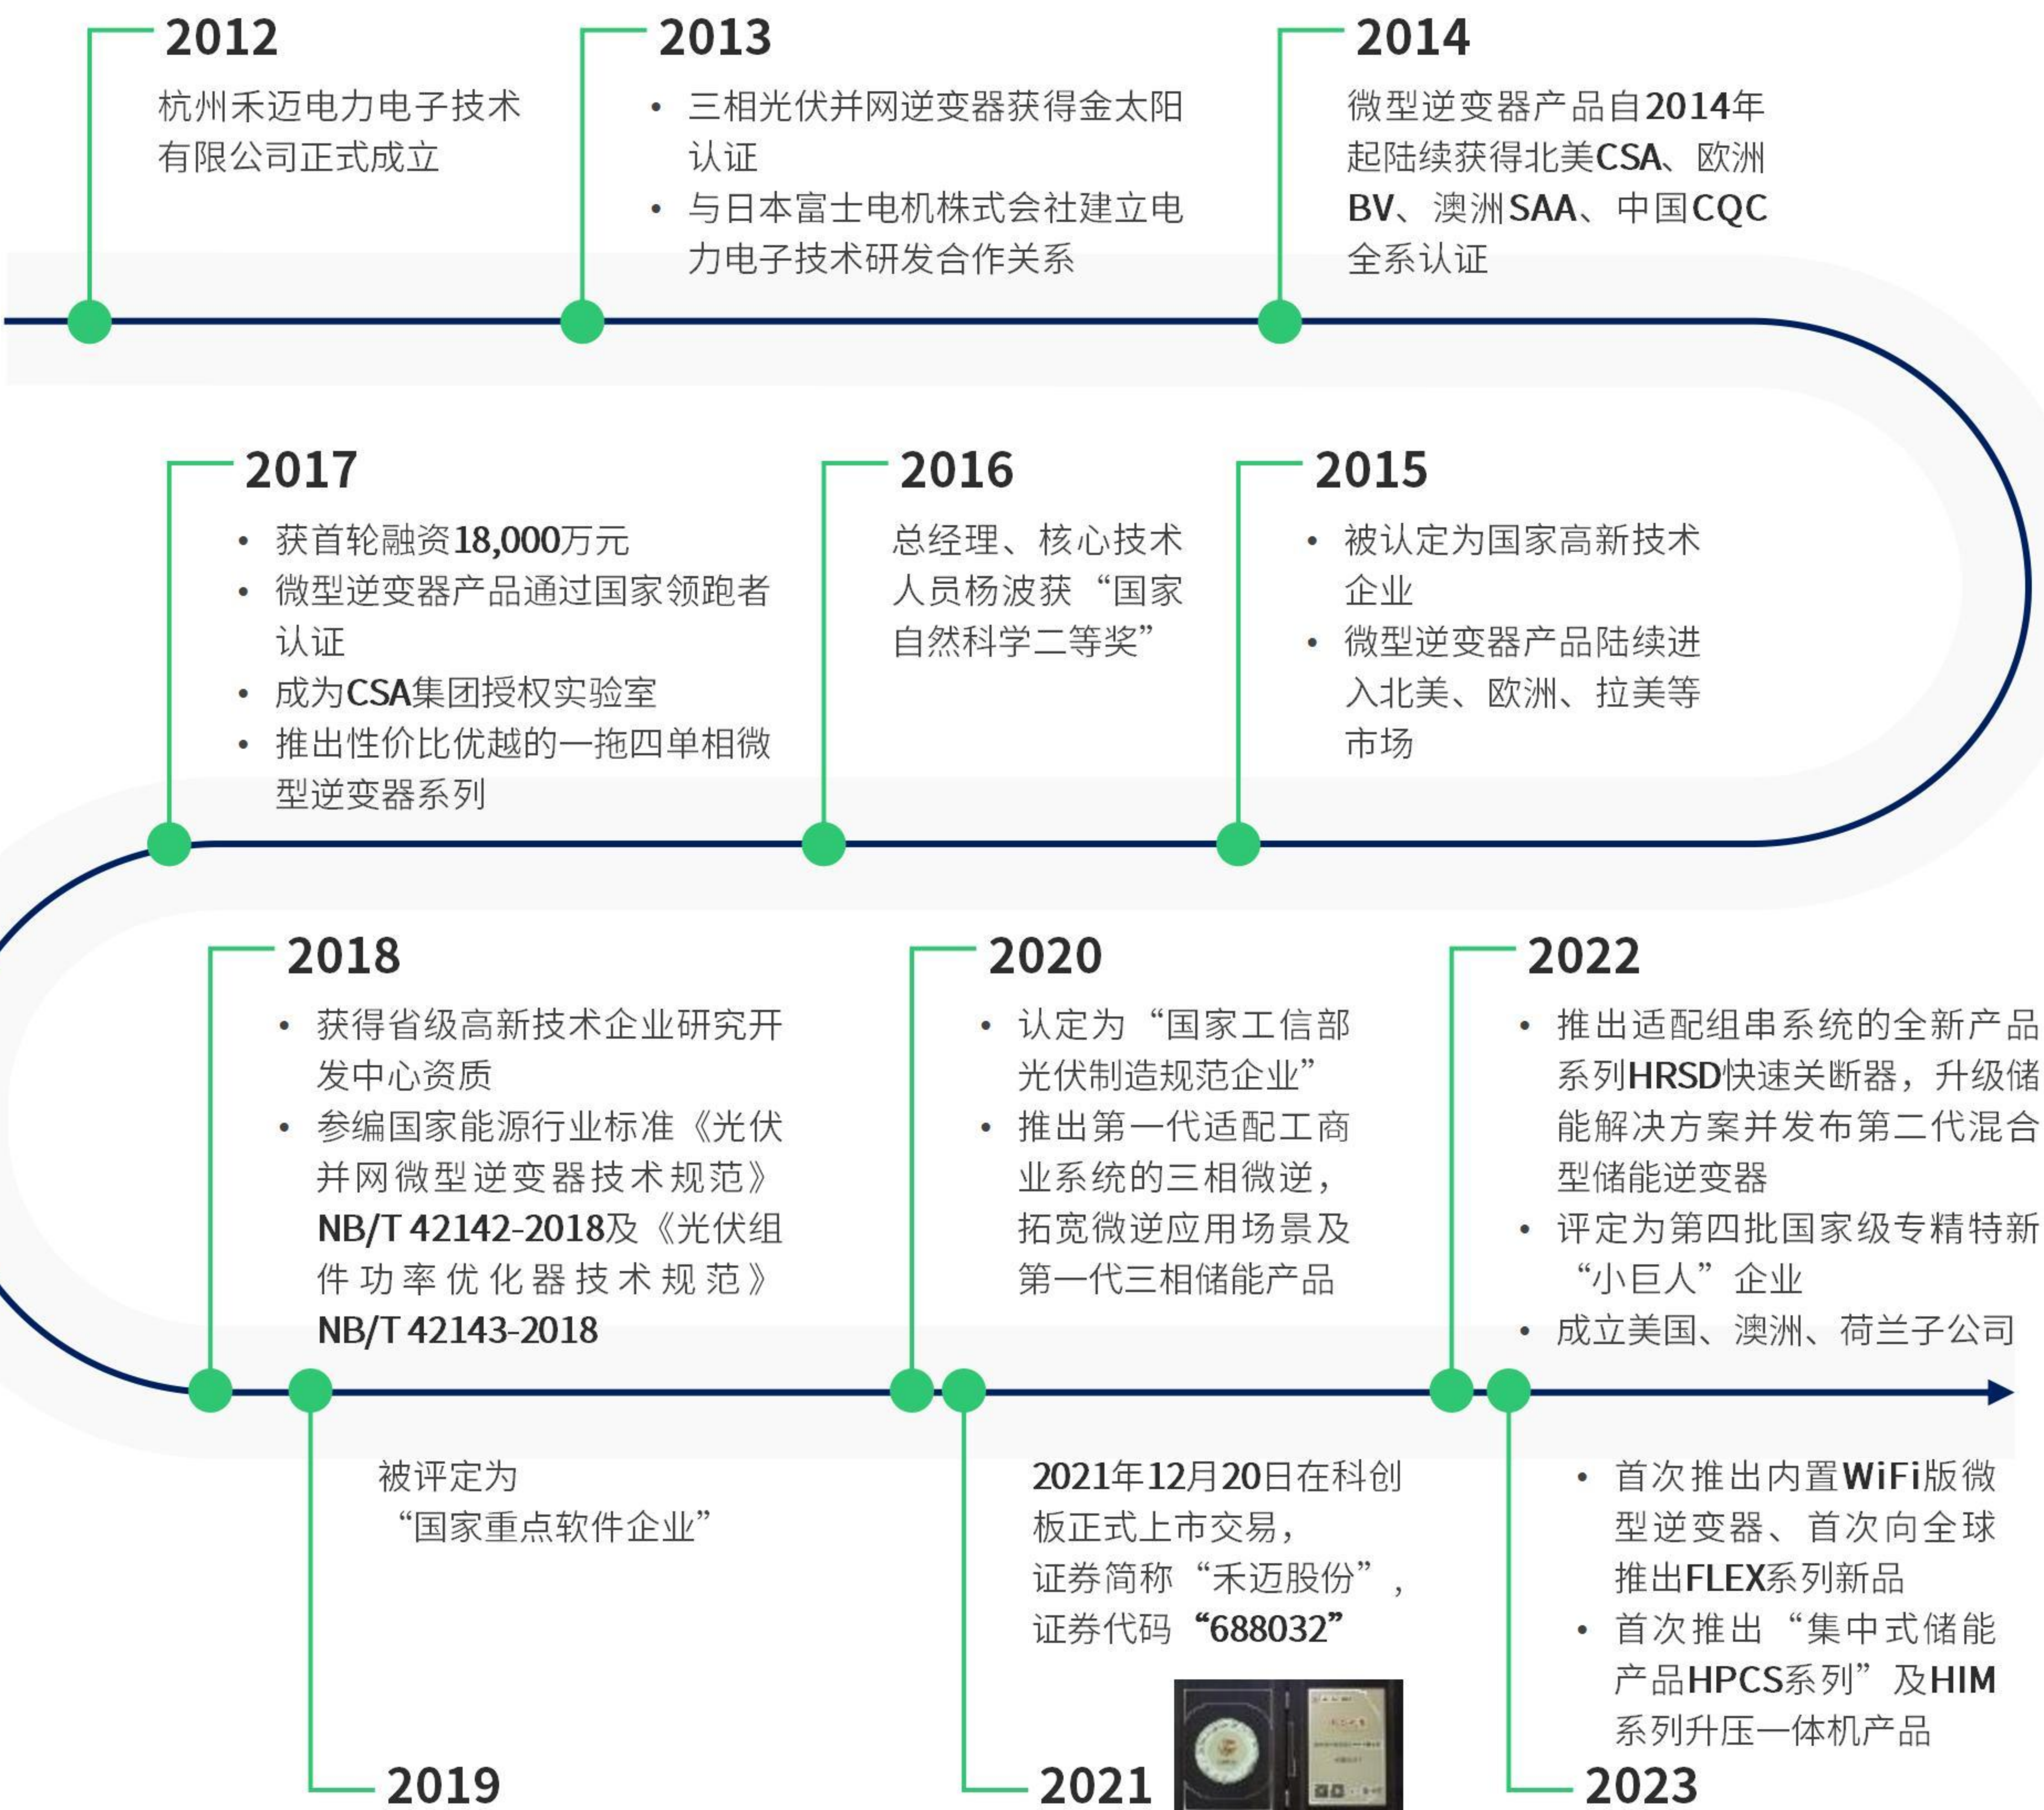 2012
杭州禾迈电力电子技术
有限公司正式成立
2013
• 三相光伏并网逆变器获得金太阳
认证
• 与日本富士电机株式会社建立电
力电子技术研发合作关系
2014
微型逆变器产品自2014年
起陆续获得北美CSA、欧洲
BV、澳洲SAA、中国CQC
全系认证
2015
• 被认定为国家高新技术
企业
• 微型逆变器产品陆续进
入北美、欧洲、拉美等
市场
2016
总经理、核心技术
人员杨波获“国家
自然科学二等奖”
2017
• 获首轮融资18,000万元
• 微型逆变器产品通过国家领跑者
认证
• 成为CSA集团授权实验室
• 推出性价比优越的一拖四单相微
型逆变器系列
2018
• 获得省级高新技术企业研究开
发中心资质
• 参编国家能源行业标准《光伏
并网微型逆变器技术规范》
NB/T 42142-2018及《光伏组
件功率优化器技术规范》
NB/T 42143-2018
被评定为
“国家重点软件企业”
2019
2020
• 认定为“国家工信部
光伏制造规范企业”
• 推出第一代适配工商
业系统的三相微逆，
拓宽微逆应用场景及
第一代三相储能产品
2021年12月20日在科创
板正式上市交易，
证券简称“禾迈股份”，
证券代码“688032”
2021
2022
• 推出适配组串系统的全新产品
系列HRSD快速关断器，升级储
能解决方案并发布第二代混合
型储能逆变器
• 评定为第四批国家级专精特新
“小巨人”企业
• 成立美国、澳洲、荷兰子公司
• 首次推出内置WiFi版微
型逆变器、首次向全球
推出FLEX系列新品
• 首次推出“集中式储能
产品HPCS系列”及HIM
系列升压一体机产品
2023